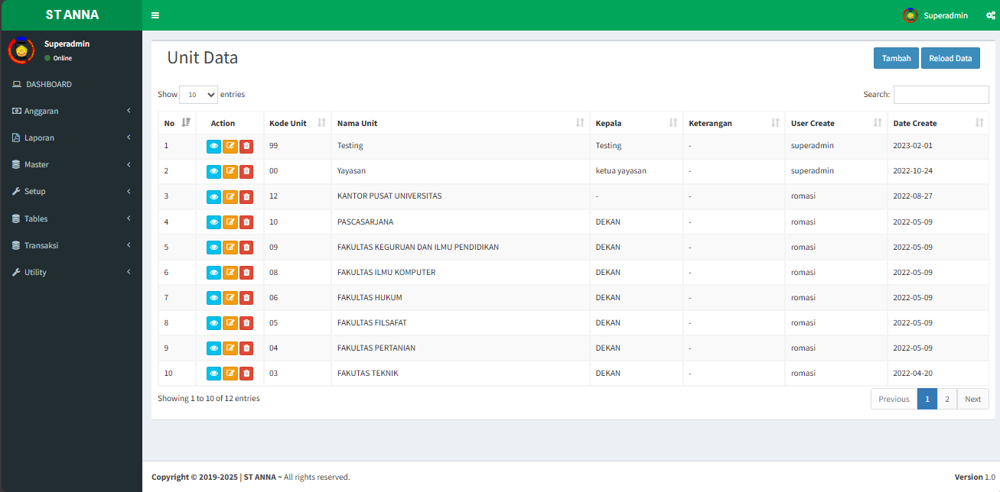 ST ANNA
Superadmin
Superadmin
Online
DASHBOARD
Anggaran
Laporan
Master
Setup
Tables
Transaksi
Utility
Unit Data
Tambah Reload Data
Show 10 entries Search:
No Action Kode Unit Nama Unit Kepala Keterangan User Create Date Create
1 99 Testing Testing - superadmin 2023-02-01
2 00 Yayasan ketua yayasan - superadmin 2022-10-24
3 12 KANTOR PUSAT UNIVERSITAS - - romasi 2022-08-27
4 10 PASCASARJANA DEKAN - romasi 2022-05-09
5 09 FAKULTAS KEGURUAN DAN ILMU PENDIDIKAN DEKAN - romasi 2022-05-09
6 08 FAKULTAS ILMU KOMPUTER DEKAN - romasi 2022-05-09
7 06 FAKULTAS HUKUM DEKAN - romasi 2022-05-09
8 05 FAKULTAS FILSAFAT DEKAN - romasi 2022-05-09
9 04 FAKULTAS PERTANIAN DEKAN - romasi 2022-05-09
10 03 FAKUTAS TEKNIK DEKAN - romasi 2022-04-20
Showing 1 to 10 of 12 entries Previous 1 2 Next
Copyright © 2019-2025 | ST ANNA ~ All rights reserved. Version 1.0